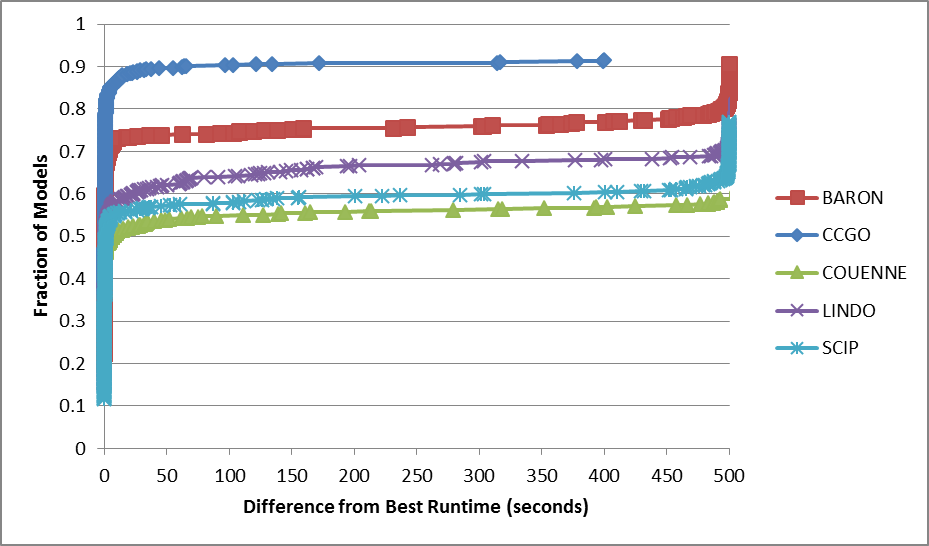 1
0.9
0.8
0.7
0.6
0.5
0.4
0.3
0.2
0.1
0
Fraction of Models
0 50 100 150 200 250 300 350 400 450 500
Difference from Best Runtime (seconds)
BARON
CCGO
COUENNE
LINDO
SCIP